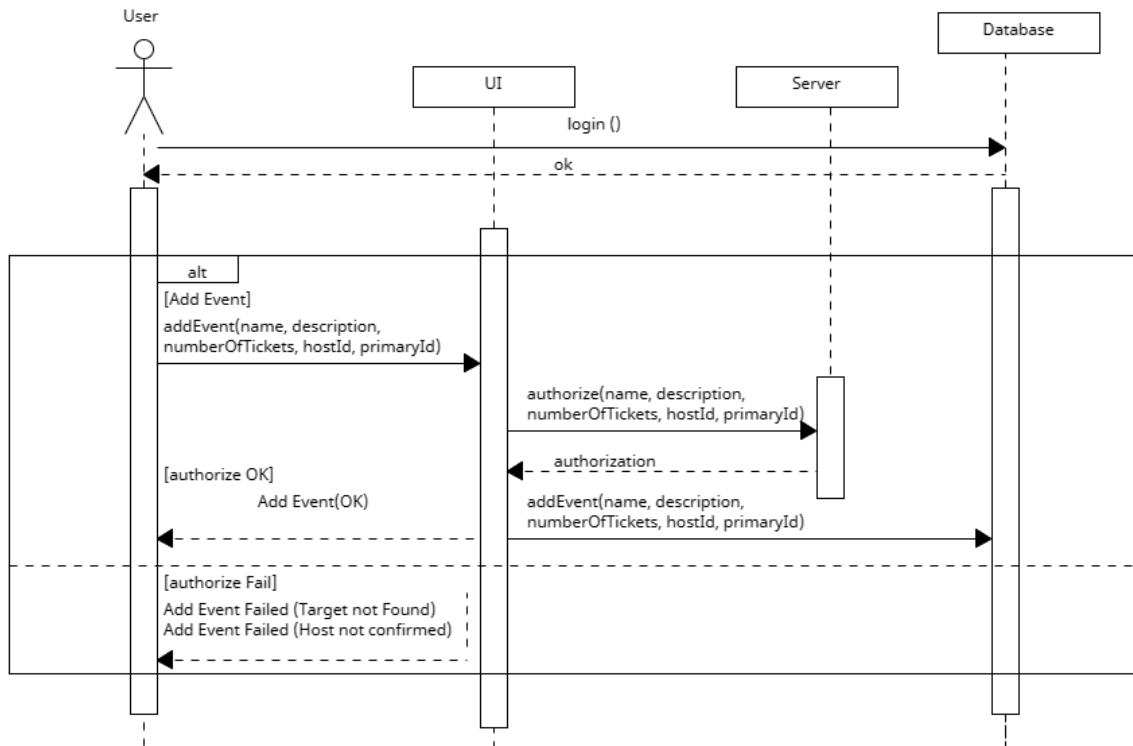 User
Database
UI
Server
login ()
ok
alt
[Add Event]
addEvent(name, description,
numberOfTickets, hostId, primaryId)
authorize(name, description,
numberOfTickets, hostId, primaryId)
authorization
[authorize OK]
Add Event(OK)
addEvent(name, description,
numberOfTickets, hostId, primaryId)
[authorize Fail]
Add Event Failed (Target not Found)
Add Event Failed (Host not confirmed)